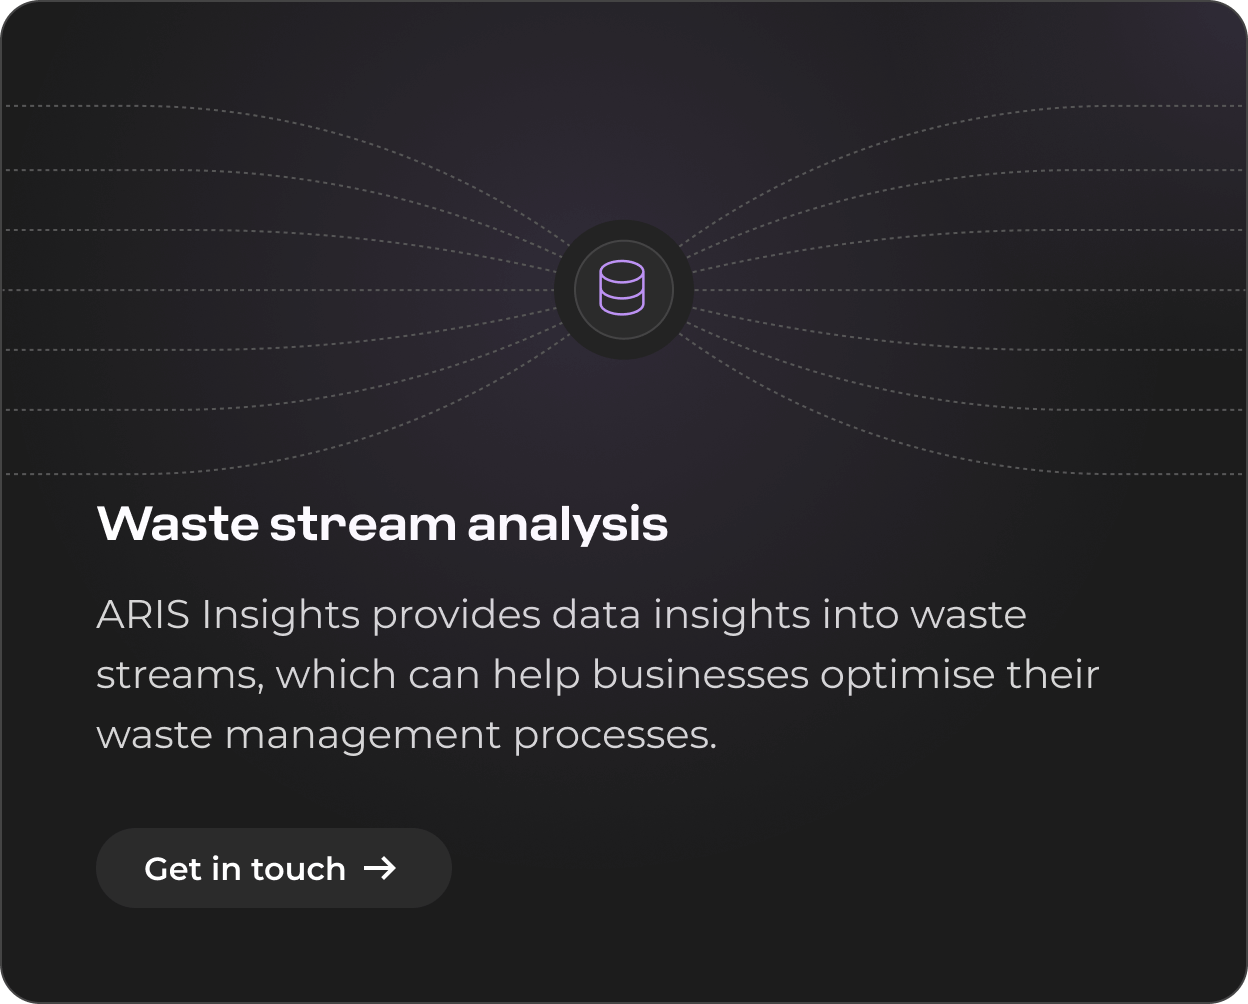 Waste stream analysis
ARIS Insights provides data insights into waste
streams, which can help businesses optimise their
waste management processes.
Get in touch →